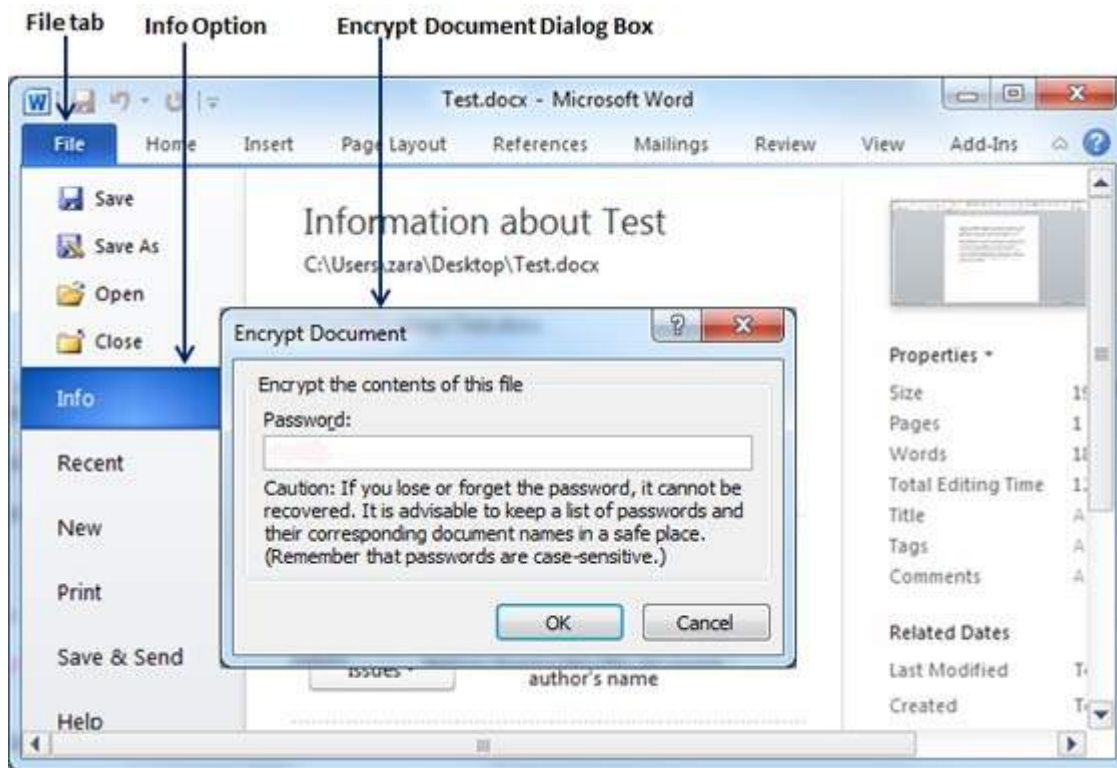 File tab
Info Option
Encrypt Document Dialog Box
W
Test.docx - Microsoft Word
File Home Insert Page Layout References Mailings Review View Add-Ins
Save
Save As
Open
Close
Info
Recent
New
Print
Save & Send
Help
Information about Test
C:\Users\zara\Desktop\Test.docx
Encrypt Document
Encrypt the contents of this file
Password:
Caution: If you lose or forget the password, it cannot be
recovered. It is advisable to keep a list of passwords and
their corresponding document names in a safe place.
(Remember that passwords are case-sensitive.)
OK Cancel
Issues
author's name
Properties
Size
Pages 1
Words
Total Editing Time
Title A
Tags A
Comments A
Related Dates
Last Modified
Created